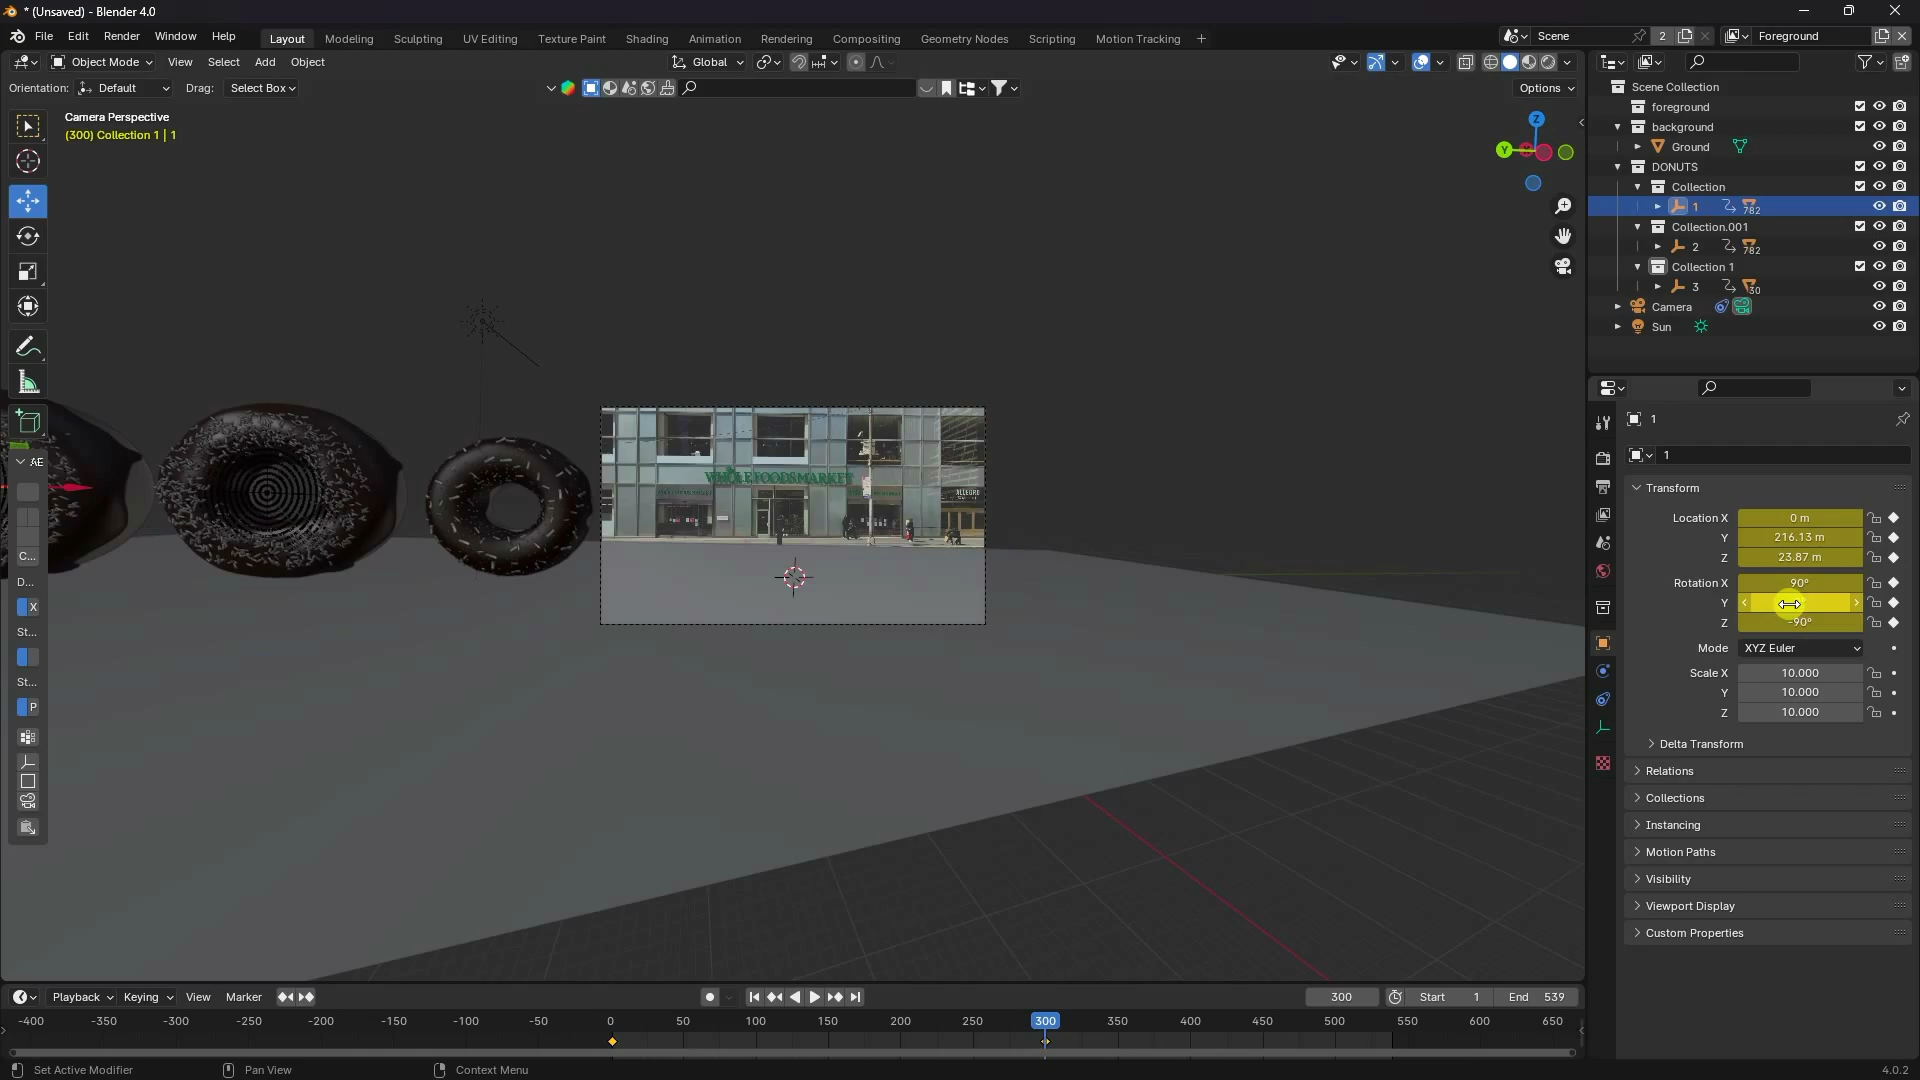 * (Unsaved) - Blender 4.0
File Edit Render Window Help
Layout Modeling Sculpting UV Editing Texture Paint Shading Animation Rendering Compositing Geometry Nodes Scripting Motion Tracking +
Scene 2 Foreground
Object Mode View Select Add Object
Global
Orientation: Default Drag: Select Box
Options
Camera Perspective
(300) Collection 1 | 1
Z
Y
Scene Collection
foreground
background
Ground
DONUTS
Collection
1 782
Collection.001
2 782
Collection 1
3 30
Camera
Sun
AE
C...
D...
X
St...
St...
P
WHOLE FOODS MARKET
ALLEGRO
1
1
Transform
Location X 0 m
Y 216.13 m
Z 23.87 m
Rotation X 90°
Y
Z -90°
Mode XYZ Euler
Scale X 10.000
Y 10.000
Z 10.000
Delta Transform
Relations
Collections
Instancing
Motion Paths
Visibility
Viewport Display
Custom Properties
Playback Keying View Marker
300 Start 1 End 539
-400 -350 -300 -250 -200 -150 -100 -50 0 50 100 150 200 250 300 350 400 450 500 550 600 650
Set Active Modifier Pan View Context Menu 4.0.2